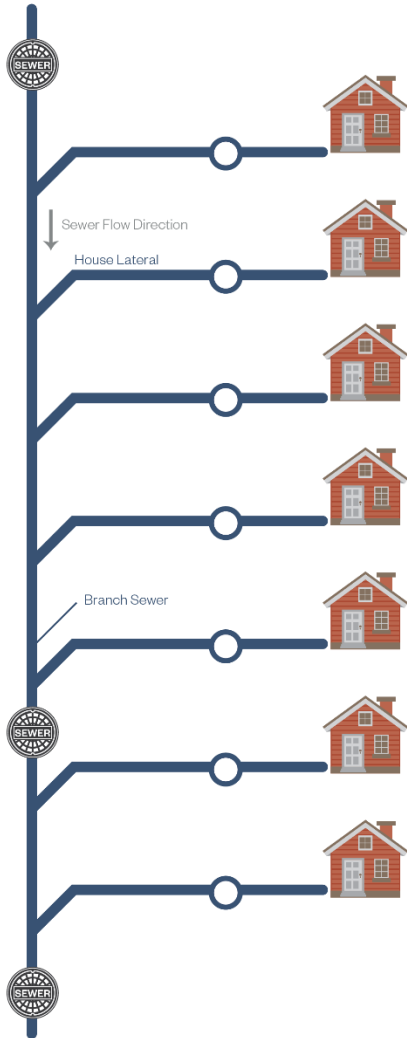 SEWER
Sewer Flow Direction
House Lateral
Branch Sewer
SEWER
SEWER